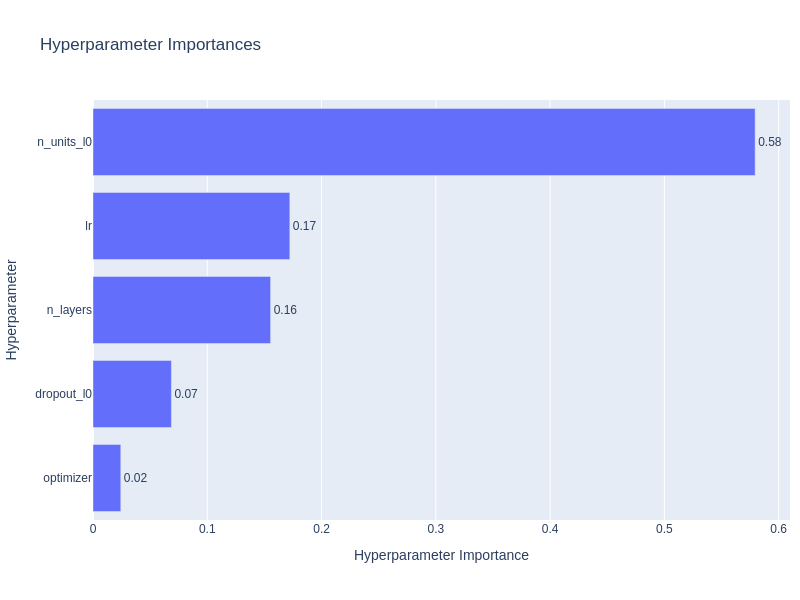 Hyperparameter Importances
n_units_l0
0.58
lr
0.17
n_layers
0.16
dropout_l0
0.07
optimizer
0.02
0
0.1
0.2
0.3
0.4
0.5
0.6
Hyperparameter Importance
Hyperparameter